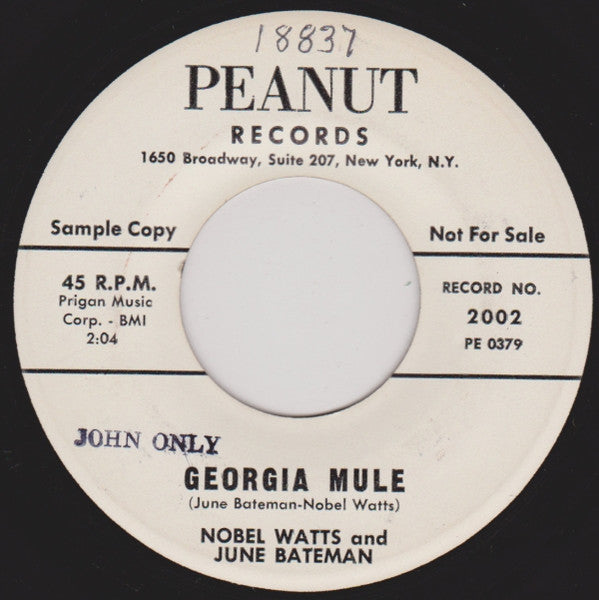 18837
PEANUT
RECORDS
1650 Broadway, Suite 207, New York, N.Y.
Sample Copy
Not For Sale
45 R.P.M.
Prigan Music
Corp. - BMI
2:04
RECORD NO.
2002
PE 0379
JOHN ONLY
GEORGIA MULE
(June Bateman-Nobel Watts)
NOBEL WATTS and
JUNE BATEMAN